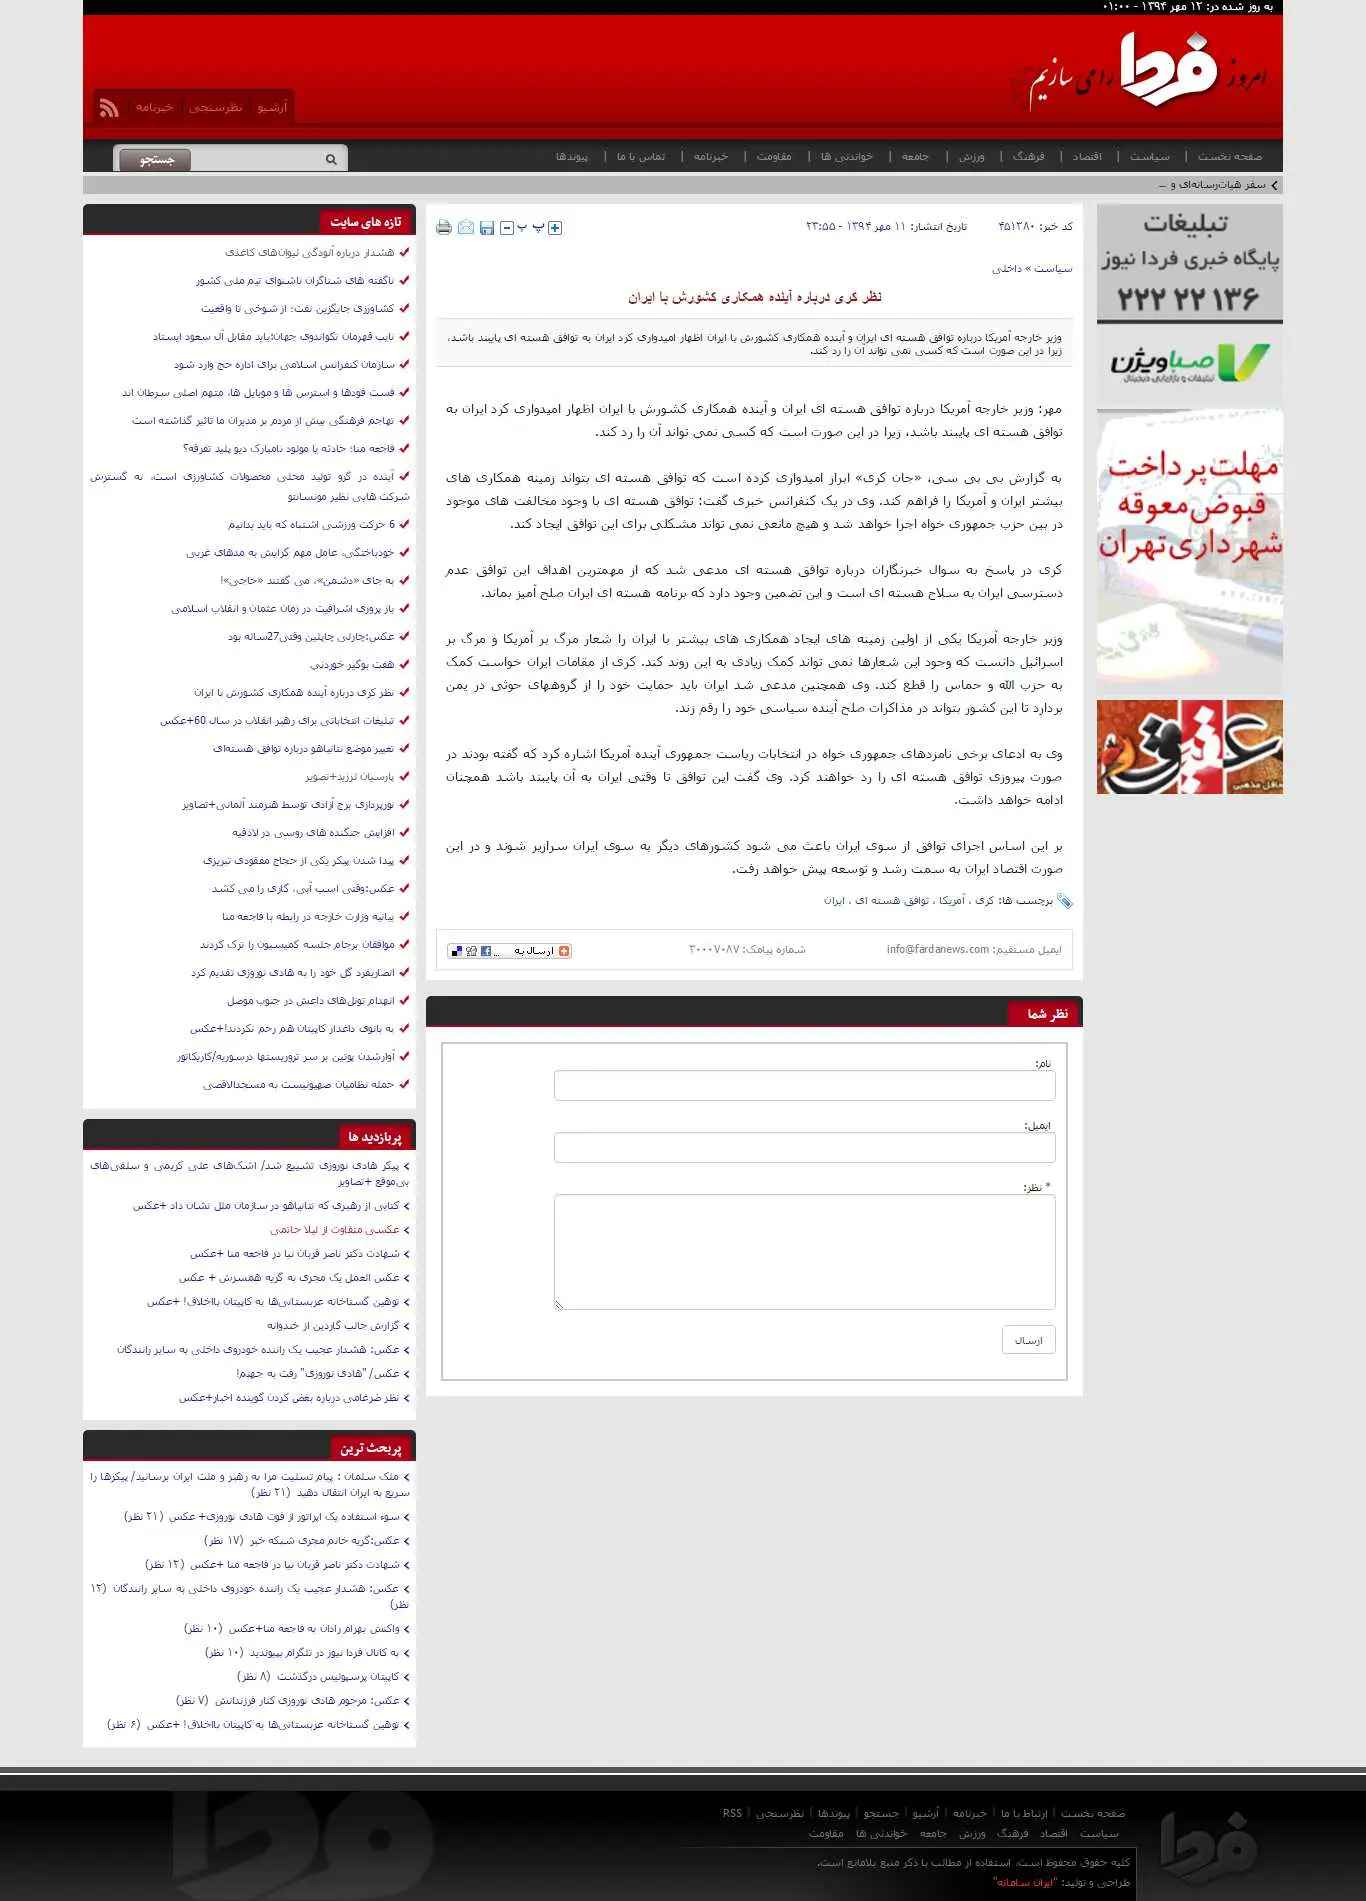 به روز شده در: ۱۲ مهر ۱۳۹۴ - ۰۱:۰۰
امروز فردا را می سازیم
آرشیو
نظرسنجی
خبرنامه
صفحه نخست | سیاست | اقتصاد | فرهنگ | ورزش | جامعه | خواندنی ها | مقاومت | خبرنامه | تماس با ما | پیوندها
جستجو
سفر هیات‌رسانه‌ای و ...
تبلیغات
پایگاه خبری فردا نیوز
۲۲۲ ۲۲ ۱۳۶
صباویژن
تبلیغات و بازاریابی دیجیتال
مهلت پرداخت
قبوض معوقه
شهرداری تهران
عقیق
کد خبر: ۴۵۱۳۸۰
تاریخ انتشار: ۱۱ مهر ۱۳۹۴ - ۲۳:۵۵
پ پ
سیاست » داخلی
نظر کری درباره آینده همکاری کشورش با ایران
وزیر خارجه آمریکا درباره توافق هسته ای ایران و آینده همکاری کشورش با ایران اظهار امیدواری کرد ایران به توافق هسته ای پایبند باشد،
زیرا در این صورت است که کسی نمی تواند آن را رد کند.
مهر: وزیر خارجه آمریکا درباره توافق هسته ای ایران و آینده همکاری کشورش با ایران اظهار امیدواری کرد ایران به
توافق هسته ای پایبند باشد، زیرا در این صورت است که کسی نمی تواند آن را رد کند.
به گزارش بی بی سی، «جان کری» ابراز امیدواری کرده است که توافق هسته ای بتواند زمینه همکاری های
بیشتر ایران و آمریکا را فراهم کند. وی در یک کنفرانس خبری گفت: توافق هسته ای با وجود مخالفت های موجود
در بین حزب جمهوری خواه اجرا خواهد شد و هیچ مانعی نمی تواند مشکلی برای این توافق ایجاد کند.
کری در پاسخ به سوال خبرنگاران درباره توافق هسته ای مدعی شد که از مهمترین اهداف این توافق عدم
دسترسی ایران به سلاح هسته ای است و این تضمین وجود دارد که برنامه هسته ای ایران صلح آمیز بماند.
وزیر خارجه آمریکا یکی از اولین زمینه های ایجاد همکاری های بیشتر با ایران را شعار مرگ بر آمریکا و مرگ بر
اسرائیل دانست که وجود این شعارها نمی تواند کمک زیادی به این روند کند. کری از مقامات ایران خواست کمک
به حزب الله و حماس را قطع کند. وی همچنین مدعی شد ایران باید حمایت خود را از گروههای حوثی در یمن
بردارد تا این کشور بتواند در مذاکرات صلح آینده سیاسی خود را رقم زند.
وی به ادعای برخی نامزدهای جمهوری خواه در انتخابات ریاست جمهوری آینده آمریکا اشاره کرد که گفته بودند در
صورت پیروزی توافق هسته ای را رد خواهند کرد. وی گفت این توافق تا وقتی ایران به آن پایبند باشد همچنان
ادامه خواهد داشت.
بر این اساس اجرای توافق از سوی ایران باعث می شود کشورهای دیگر به سوی ایران سرازیر شوند و در این
صورت اقتصاد ایران به سمت رشد و توسعه پیش خواهد رفت.
برچسب ها: کری ، آمریکا ، توافق هسته ای ، ایران
ایمیل مستقیم: info@fardanews.com
شماره پیامک: ۳۰۰۰۷۰۸۷
ارسال به ...
نظر شما
نام:
ایمیل:
* نظر:
ارسال
تازه های سایت
هشدار درباره آلودگی لیوان‌های کاغذی
ناگفته های شناگران ناشنوای تیم ملی کشور
کشاورزی جایگزین نفت؛ از شوخی تا واقعیت
نایب قهرمان تکواندوی جهان:باید مقابل آل سعود ایستاد
سازمان کنفرانس اسلامی برای اداره حج وارد شود
فست فودها و استرس ها و موبایل ها، متهم اصلی سرطان اند
تهاجم فرهنگی بیش از مردم بر مدیران ما تاثیر گذاشته است
فاجعه منا؛ حادثه یا مولود نامبارک دیو پلید تفرقه؟
آینده در گرو تولید محلی محصولات کشاورزی است، نه گسترش
شرکت هایی نظیر مونسانتو
6 حرکت ورزشی اشتباه که باید بدانیم
خودباختگی، عامل مهم گرایش به مدهای غربی
به جای «دشمن»، می گفتند «حاجی»!
باز پروری اشرافیت در زمان عثمان و انقلاب اسلامی
عکس:چارلی چاپلین وقتی27ساله بود
هفت بوگیر خوردنی
نظر کری درباره آینده همکاری کشورش با ایران
تبلیغات انتخاباتی برای رهبر انقلاب در سال 60+عکس
تغییر موضع نتانیاهو درباره توافق هسته‌ای
پارسیان لرزید+تصویر
نورپردازی برج آزادی توسط هنرمند آلمانی+تصاویر
افزایش جنگنده های روسی در لاذقیه
پیدا شدن پیکر یکی از حجاج مفقودی تبریزی
عکس:وقتی اسب آبی، گاری را می کشد
بیانیه وزارت خارجه در رابطه با فاجعه منا
موافقان برجام جلسه کمیسیون را ترک کردند
انصاریفرد گل خود را به هادی نوروزی تقدیم کرد
انهدام تونل‌های داعش در جنوب موصل
به بانوی داغدار کاپیتان هم رحم نکردند!+عکس
آوارشدن پوتین بر سر تروریستها درسوریه/کاریکاتور
حمله نظامیان صهیونیست به مسجدالاقصی
پربازدید ها
پیکر هادی نوروزی تشییع شد/ اشک‌های علی کریمی و سلفی‌های
بی‌موقع +تصاویر
کتابی از رهبری که نتانیاهو در سازمان ملل نشان داد +عکس
عکسی متفاوت از لیلا حاتمی
شهادت دکتر ناصر قربان نیا در فاجعه منا +عکس
عکس العمل یک مجری به گریه همسرش + عکس
توهین گستاخانه عربستانی‌ها به کاپیتان بااخلاق! +عکس
گزارش جالب گاردین از خندوانه
عکس: هشدار عجیب یک راننده خودروی داخلی به سایر رانندگان
عکس/ "هادی نوروزی" رفت به جهنم!
نظر ضرغامی درباره بغض کردن گوینده اخبار+عکس
پربحث ترین
ملک سلمان : پیام تسلیت مرا به رهبر و ملت ایران برسانید/ پیکرها را
سریع به ایران انتقال دهید (۲۱ نظر)
سوء استفاده یک اپراتور از فوت هادی نوروزی+ عکس (۲۱ نظر)
عکس:گریه خانم مجری شبکه خبر (۱۷ نظر)
شهادت دکتر ناصر قربان نیا در فاجعه منا +عکس (۱۲ نظر)
عکس: هشدار عجیب یک راننده خودروی داخلی به سایر رانندگان (۱۲
نظر)
واکنش بهرام رادان به فاجعه منا+عکس (۱۰ نظر)
به کانال فردا نیوز در تلگرام بپیوندید (۱۰ نظر)
کاپیتان پرسپولیس درگذشت (۸ نظر)
عکس: مرحوم هادی نوروزی کنار فرزندانش (۷ نظر)
توهین گستاخانه عربستانی‌ها به کاپیتان بااخلاق! +عکس (۶ نظر)
فردا
صفحه نخست | ارتباط با ما | خبرنامه | آرشیو | جستجو | پیوندها | نظرسنجی | RSS
سیاست اقتصاد فرهنگ ورزش جامعه خواندنی ها مقاومت
کلیه حقوق محفوظ است. استفاده از مطالب با ذکر منبع بلامانع است.
طراحی و تولید: "ایران سامانه"